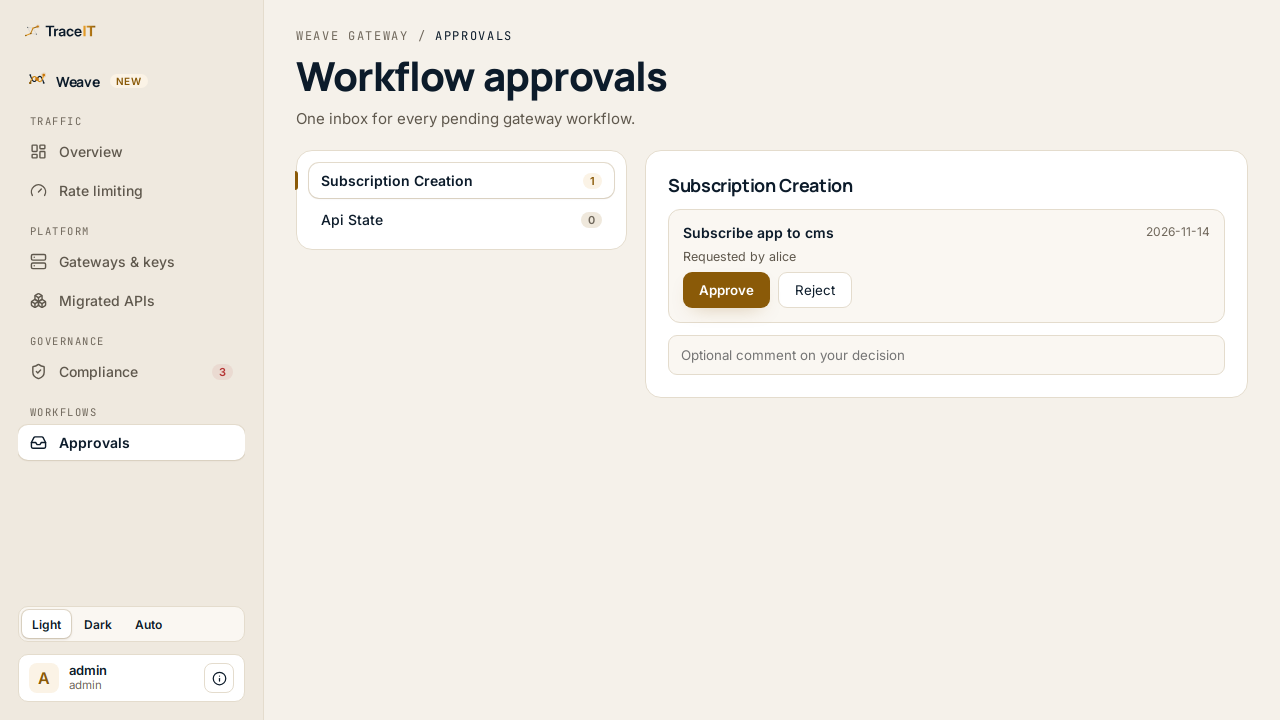 TraceIT
Weave NEW
TRAFFIC
Overview
Rate limiting
PLATFORM
Gateways & keys
Migrated APIs
GOVERNANCE
Compliance 3
WORKFLOWS
Approvals
Light Dark Auto
A
admin
admin
WEAVE GATEWAY / APPROVALS
Workflow approvals
One inbox for every pending gateway workflow.
Subscription Creation 1
Api State 0
Subscription Creation
Subscribe app to cms 2026-11-14
Requested by alice
Approve Reject
Optional comment on your decision